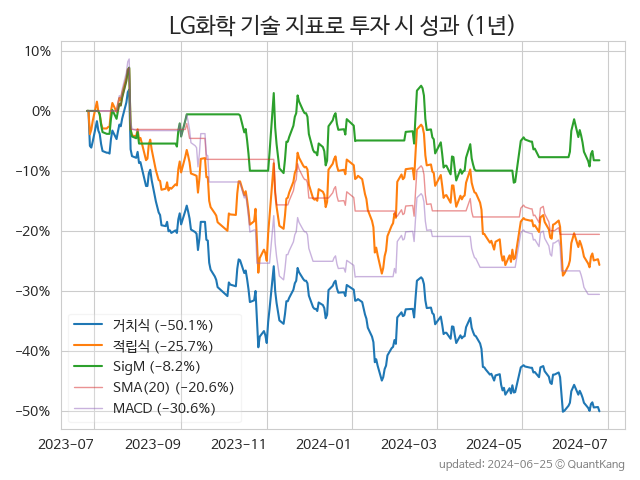 LG화학 기술 지표로 투자 시 성과 (1년)
10%
0%
−10%
−20%
−30%
−40%
−50%
거치식 (−50.1%)
적립식 (−25.7%)
SigM (−8.2%)
SMA(20) (−20.6%)
MACD (−30.6%)
2023-07 2023-09 2023-11 2024-01 2024-03 2024-05 2024-07
updated: 2024-06-25 ⓒ QuantKang